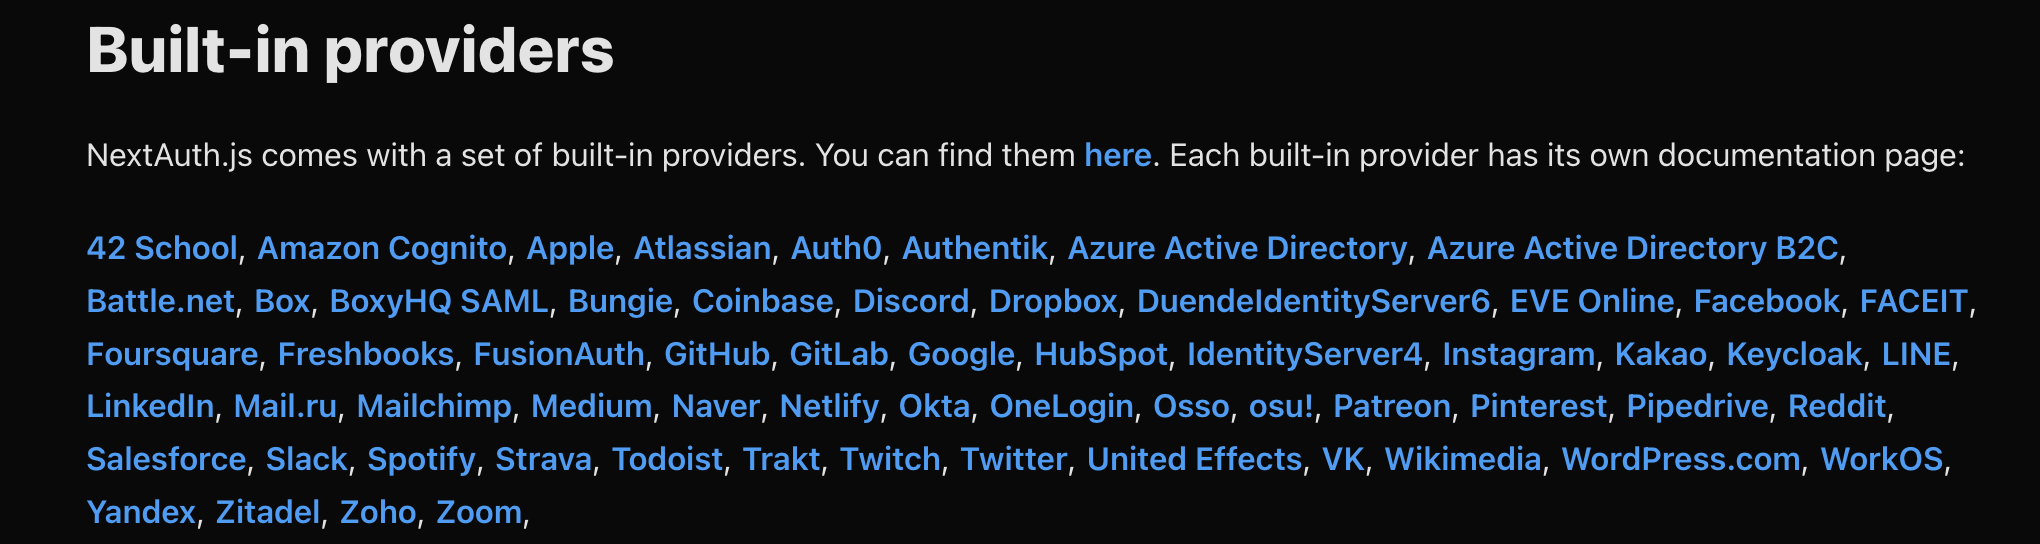 Built-in providers
NextAuth.js comes with a set of built-in providers. You can find them here. Each built-in provider has its own documentation page:
42 School, Amazon Cognito, Apple, Atlassian, Auth0, Authentik, Azure Active Directory, Azure Active Directory B2C,
Battle.net, Box, BoxyHQ SAML, Bungie, Coinbase, Discord, Dropbox, DuendeIdentityServer6, EVE Online, Facebook, FACEIT,
Foursquare, Freshbooks, FusionAuth, GitHub, GitLab, Google, HubSpot, IdentityServer4, Instagram, Kakao, Keycloak, LINE,
LinkedIn, Mail.ru, Mailchimp, Medium, Naver, Netlify, Okta, OneLogin, Osso, osu!, Patreon, Pinterest, Pipedrive, Reddit,
Salesforce, Slack, Spotify, Strava, Todoist, Trakt, Twitch, Twitter, United Effects, VK, Wikimedia, WordPress.com, WorkOS,
Yandex, Zitadel, Zoho, Zoom,